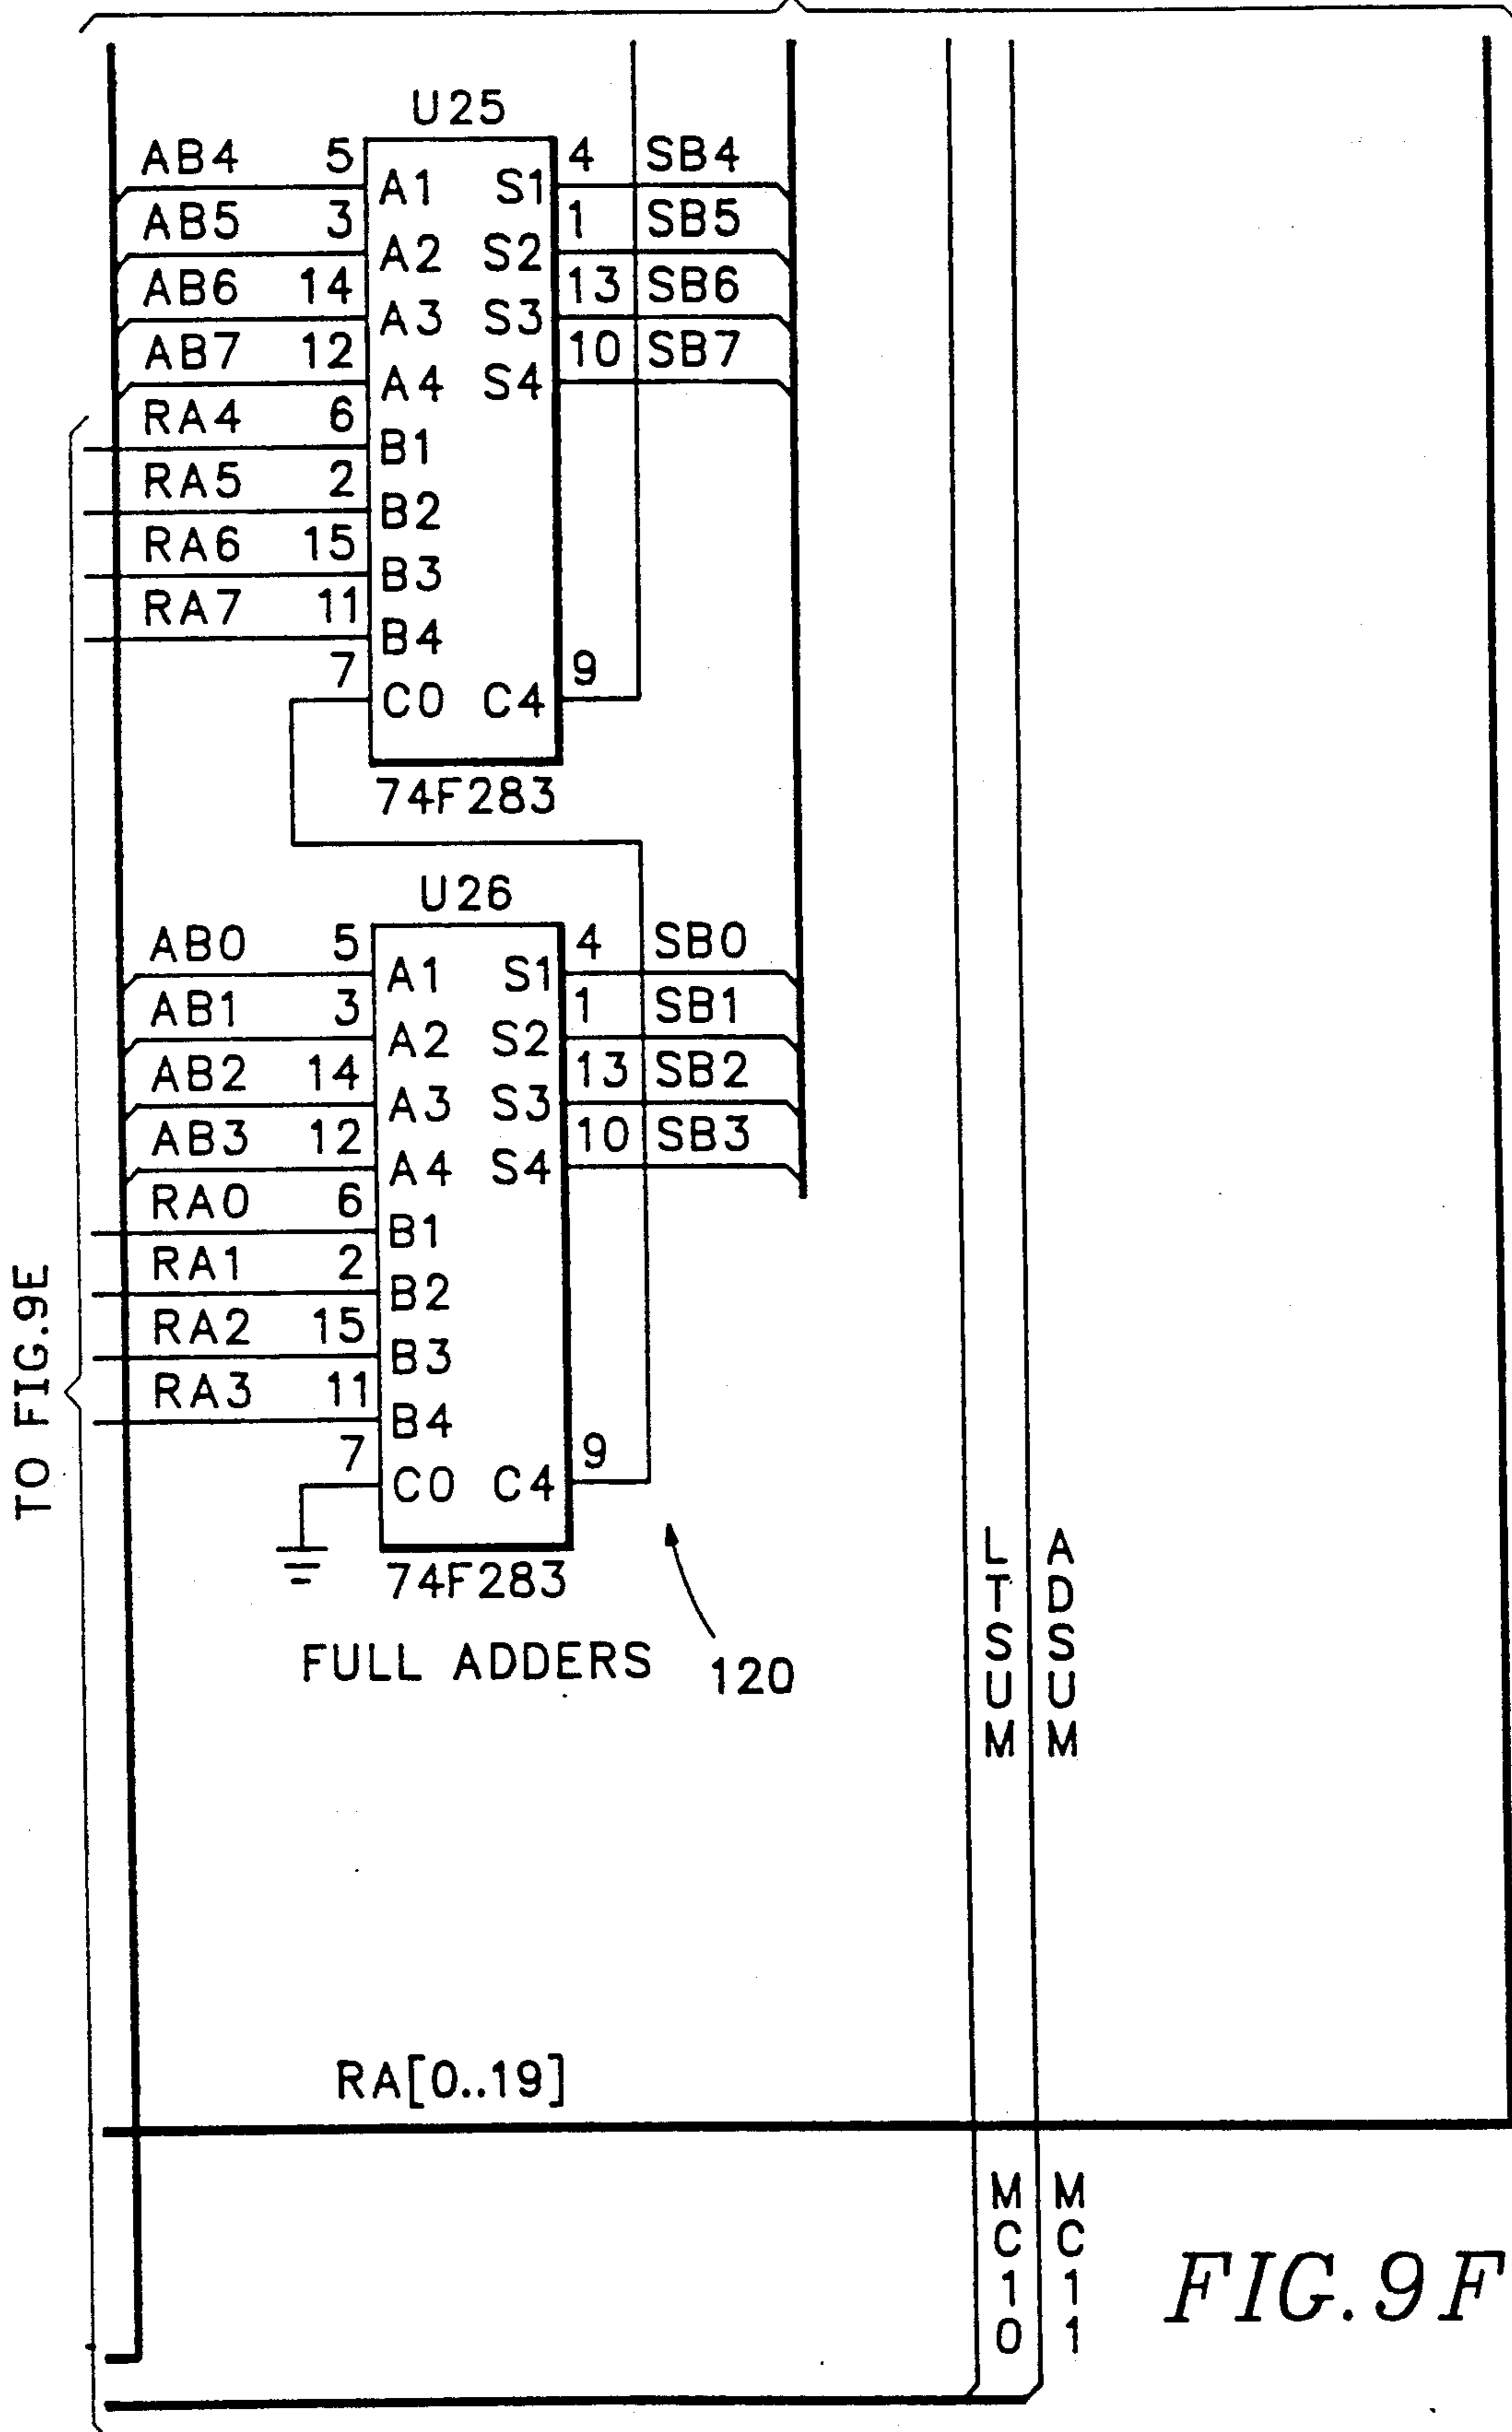 U25
AB4 5 A1 S1 4 SB4
AB5 3 A2 S2 1 SB5
AB6 14 A3 S3 13 SB6
AB7 12 A4 S4 10 SB7
RA4 6 B1
RA5 2 B2
RA6 15 B3
RA7 11 B4
7 C0 C4 9
74F283
U26
AB0 5 A1 S1 4 SB0
AB1 3 A2 S2 1 SB1
AB2 14 A3 S3 13 SB2
AB3 12 A4 S4 10 SB3
RA0 6 B1
RA1 2 B2
RA2 15 B3
RA3 11 B4
7 C0 C4 9
74F283
FULL ADDERS 120
TO FIG.9E
LTSUM
ADSUM
RA[0..19]
MC10
MC11
FIG.9F